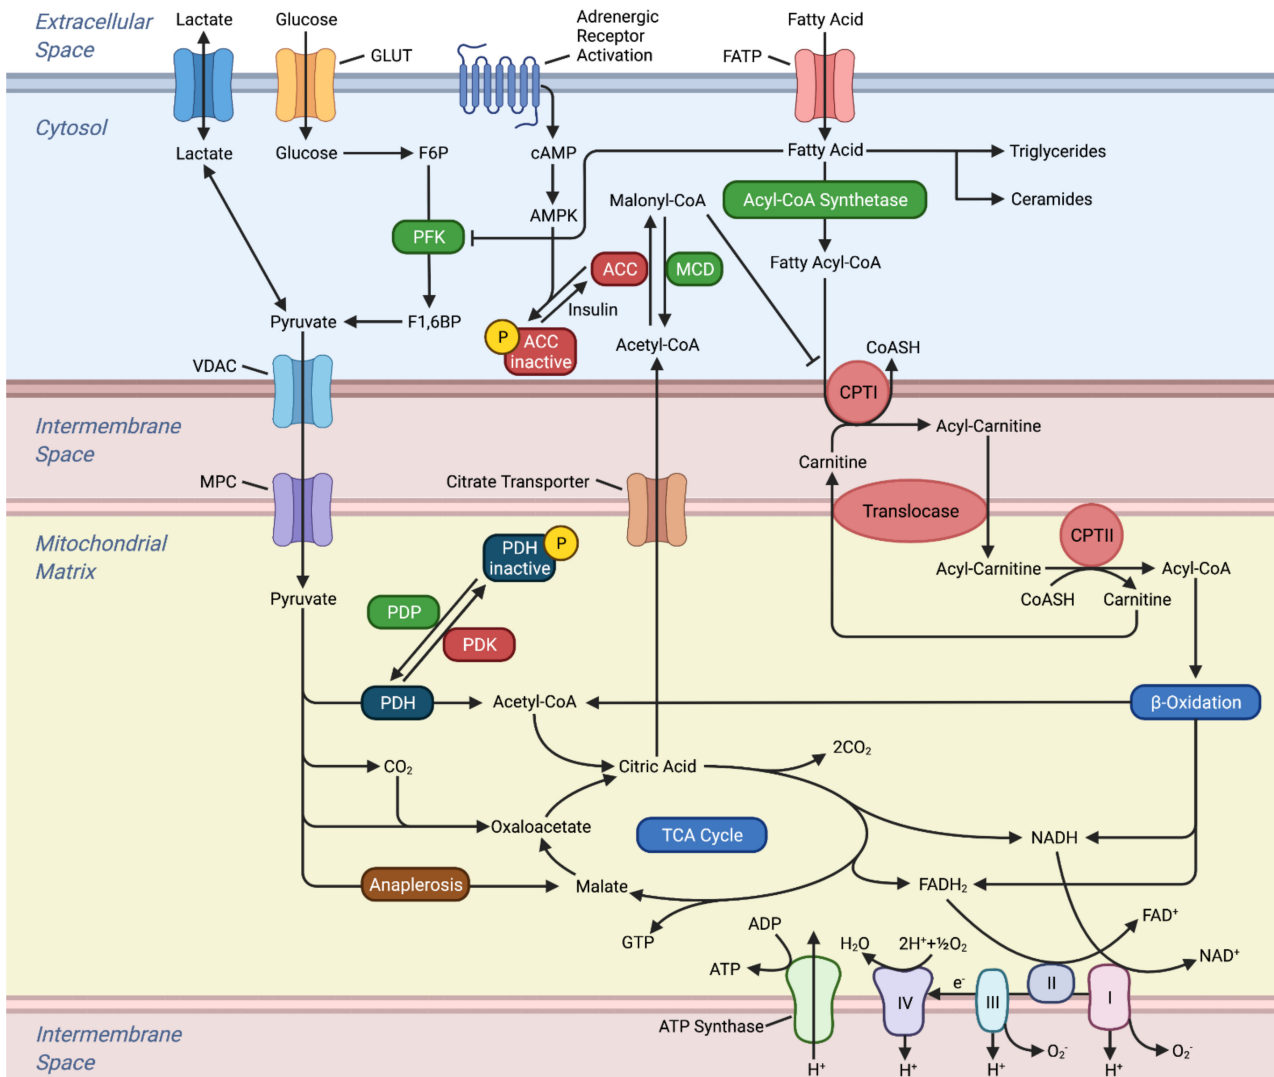 Extracellular
Space
Lactate
Glucose
GLUT
Adrenergic
Receptor
Activation
Fatty Acid
FATP
Cytosol
Lactate
Glucose
F6P
cAMP
Fatty Acid
Triglycerides
Ceramides
AMPK
Malonyl-CoA
Acyl-CoA Synthetase
PFK
ACC
MCD
Fatty Acyl-CoA
Insulin
Pyruvate
F1,6BP
P
ACC
inactive
Acetyl-CoA
CoASH
VDAC
CPTI
Intermembrane
Space
Acyl-Carnitine
Carnitine
MPC
Citrate Transporter
Translocase
Mitochondrial
Matrix
PDH
inactive
P
CPTII
Acyl-Carnitine
Acyl-CoA
CoASH
Carnitine
Pyruvate
PDP
PDK
PDH
Acetyl-CoA
β-Oxidation
CO₂
Citric Acid
2CO₂
Oxaloacetate
TCA Cycle
NADH
Anaplerosis
Malate
FADH₂
GTP
ADP
ATP
H₂O
2H⁺+½O₂
FAD⁺
NAD⁺
e⁻
IV
III
II
I
ATP Synthase
Intermembrane
Space
H⁺
H⁺
H⁺
O₂⁻
H⁺
O₂⁻